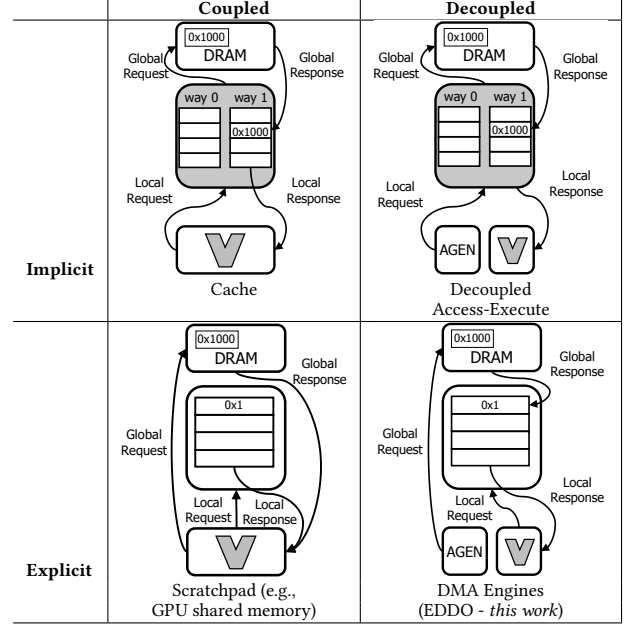 Coupled
Decoupled
Implicit
0x1000
DRAM
Global
Request
Global
Response
way 0
way 1
0x1000
Local
Request
Local
Response
Cache
0x1000
DRAM
Global
Request
Global
Response
way 0
way 1
0x1000
Local
Request
Local
Response
AGEN
Decoupled
Access-Execute
Explicit
0x1000
DRAM
Global
Response
0x1
Global
Request
Local
Request
Local
Response
Scratchpad (e.g.,
GPU shared memory)
0x1000
DRAM
Global
Response
0x1
Global
Request
Local
Request
Local
Response
AGEN
DMA Engines
(EDDO - this work)